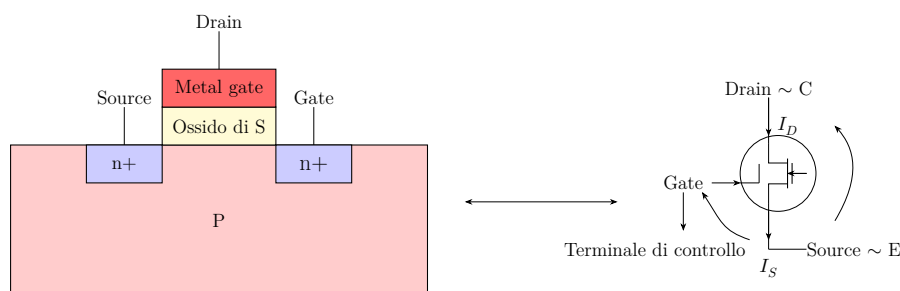 Drain
Metal gate
Source
Gate
Ossido di S
n+
n+
P
Drain ∼ C
I_D
Gate
Terminale di controllo
Source ∼ E
I_S